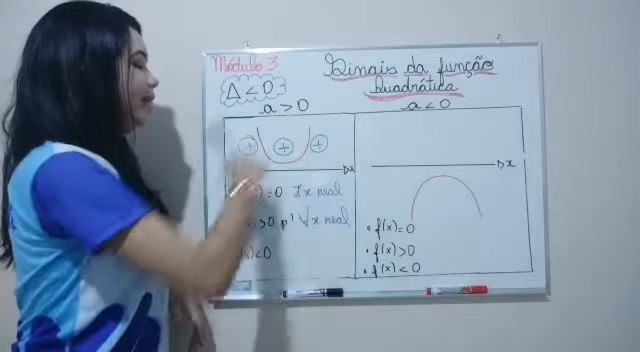 Módulo 3
Sinais da função
quadrática
Δ < 0
a > 0
a < 0
+ + +
x
x
= 0 ∄ x real
> 0 p/ ∀ x real
< 0
• f(x) = 0
• f(x) > 0
• f(x) < 0